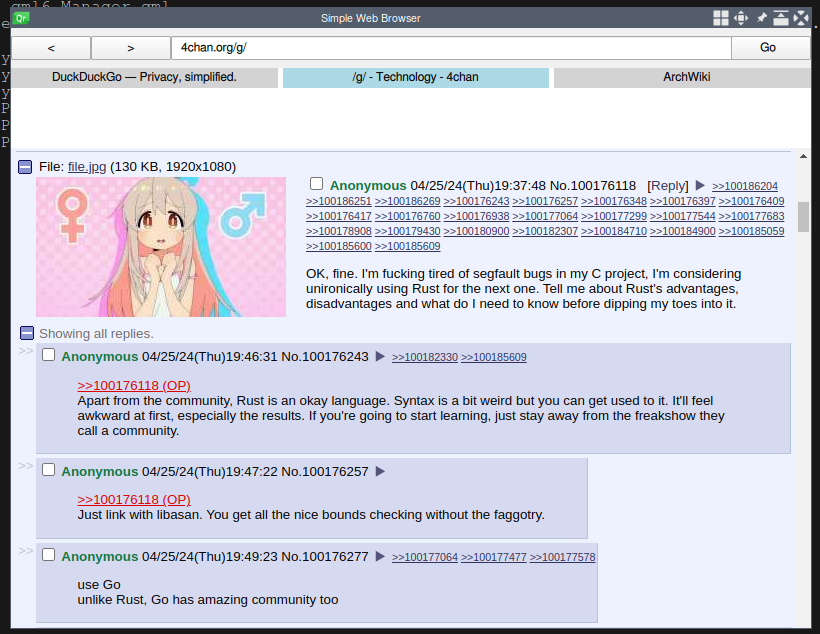 qml6 Manager.qml
Simple Web Browser
<
>
4chan.org/g/
Go
DuckDuckGo — Privacy, simplified.
/g/ - Technology - 4chan
ArchWiki
File: file.jpg (130 KB, 1920x1080)
Anonymous 04/25/24(Thu)19:37:48 No.100176118 [Reply] ▶ >>100186204
>>100186251 >>100186269 >>100176243 >>100176257 >>100176348 >>100176397 >>100176409
>>100176417 >>100176760 >>100176938 >>100177064 >>100177299 >>100177544 >>100177683
>>100178908 >>100179430 >>100180900 >>100182307 >>100184710 >>100184900 >>100185059
>>100185600 >>100185609
OK, fine. I'm fucking tired of segfault bugs in my C project, I'm considering
unironically using Rust for the next one. Tell me about Rust's advantages,
disadvantages and what do I need to know before dipping my toes into it.
Showing all replies.
>> Anonymous 04/25/24(Thu)19:46:31 No.100176243 ▶ >>100182330 >>100185609
>>100176118 (OP)
Apart from the community, Rust is an okay language. Syntax is a bit weird but you can get used to it. It'll feel
awkward at first, especially the results. If you're going to start learning, just stay away from the freakshow they
call a community.
>> Anonymous 04/25/24(Thu)19:47:22 No.100176257 ▶
>>100176118 (OP)
Just link with libasan. You get all the nice bounds checking without the faggotry.
>> Anonymous 04/25/24(Thu)19:49:23 No.100176277 ▶ >>100177064 >>100177477 >>100177578
use Go
unlike Rust, Go has amazing community too